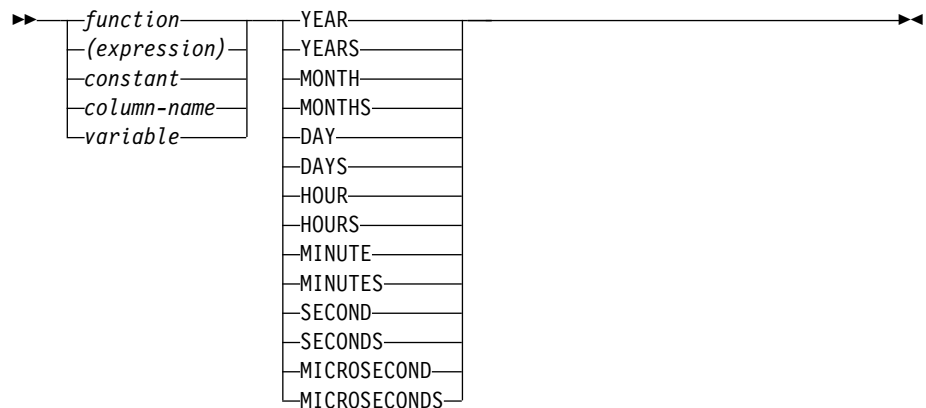 function YEAR
(expression) YEARS
constant MONTH
column-name MONTHS
variable DAY
DAYS
HOUR
HOURS
MINUTE
MINUTES
SECOND
SECONDS
MICROSECOND
MICROSECONDS